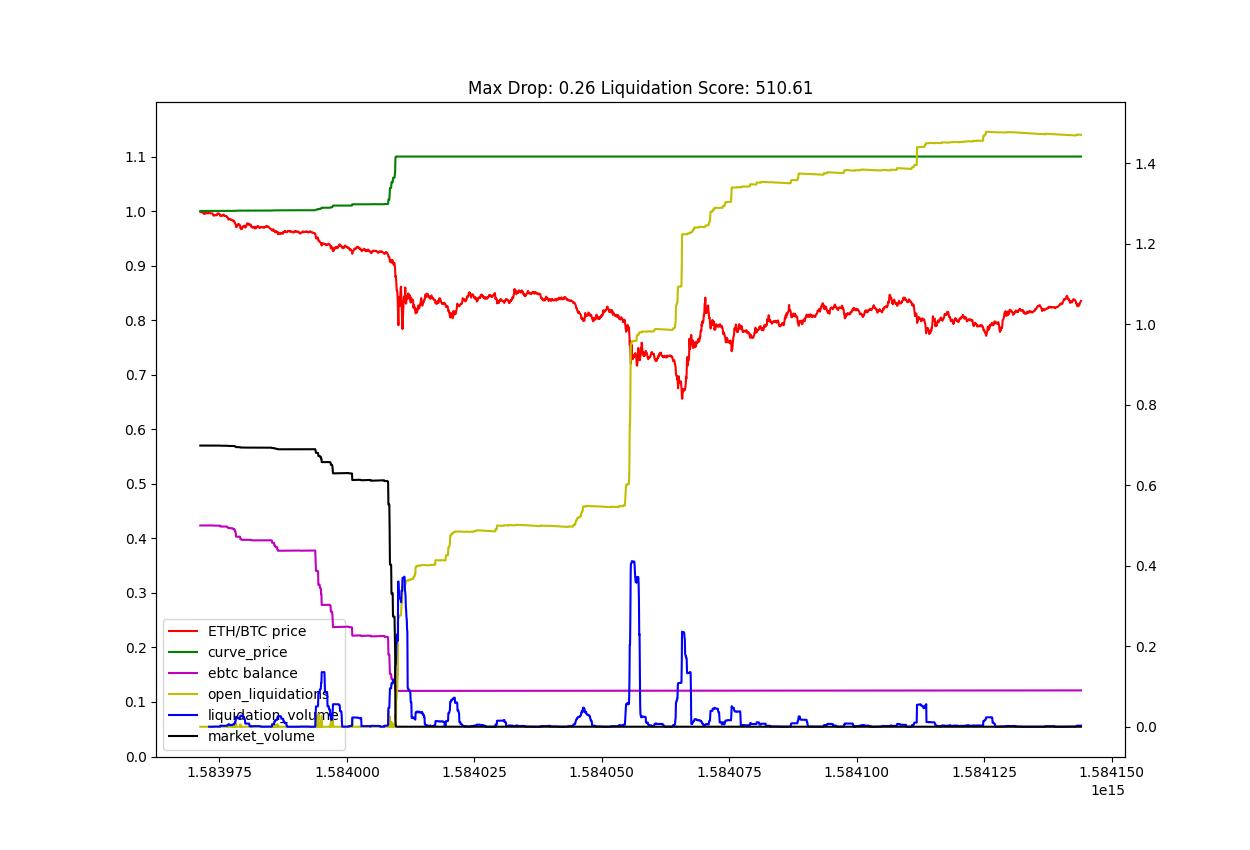 Max Drop: 0.26 Liquidation Score: 510.61
1.1
1.0
0.9
0.8
0.7
0.6
0.5
0.4
0.3
0.2
0.1
0.0
1.4
1.2
1.0
0.8
0.6
0.4
0.2
0.0
ETH/BTC price
curve_price
ebtc balance
open_liquidations
liquidation_volume
market_volume
1.583975 1.584000 1.584025 1.584050 1.584075 1.584100 1.584125 1.584150
1e15